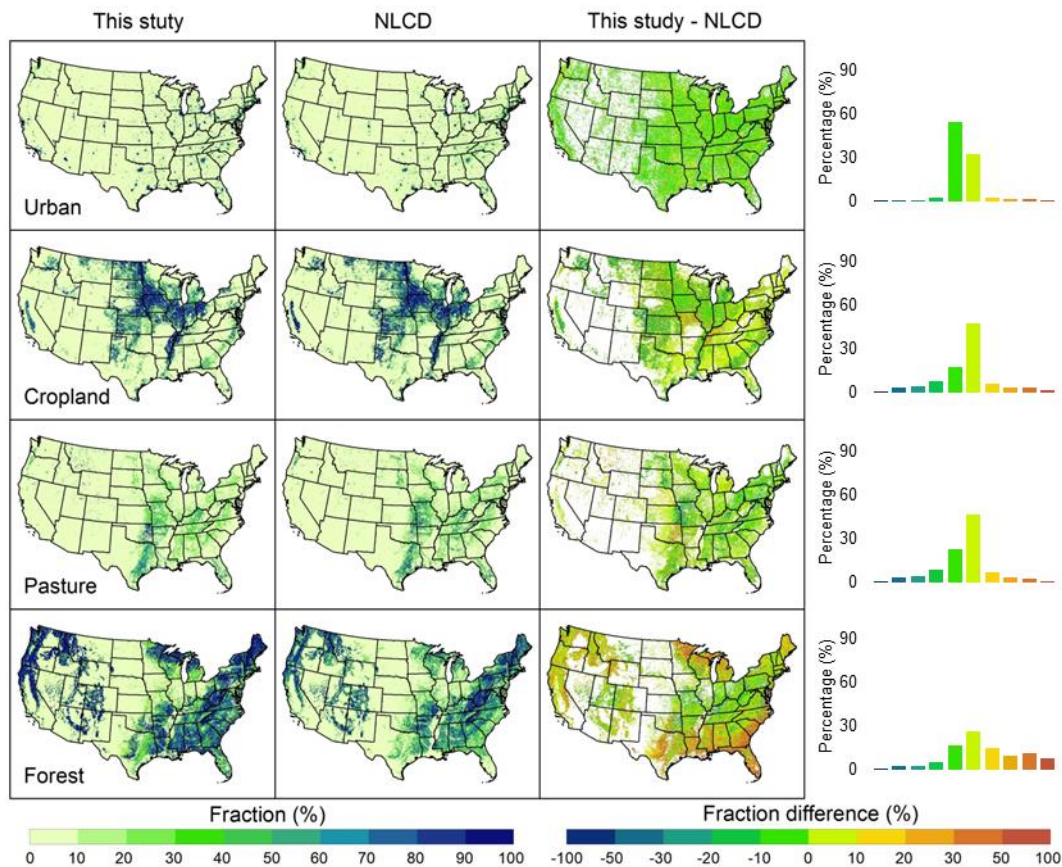 This stuty
NLCD
This study - NLCD
Urban
Percentage (%)
90
60
30
0
Cropland
Percentage (%)
90
60
30
0
Pasture
Percentage (%)
90
60
30
0
Forest
Percentage (%)
90
60
30
0
Fraction (%)
0 10 20 30 40 50 60 70 80 90 100
Fraction difference (%)
-100 -50 -30 -20 -10 0 10 20 30 50 100